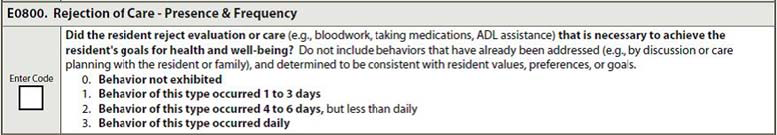 E0800. Rejection of Care - Presence & Frequency
Did the resident reject evaluation or care (e.g., bloodwork, taking medications, ADL assistance) that is necessary to achieve the
resident's goals for health and well-being? Do not include behaviors that have already been addressed (e.g., by discussion or care
planning with the resident or family), and determined to be consistent with resident values, preferences, or goals.
Enter Code
0. Behavior not exhibited
1. Behavior of this type occurred 1 to 3 days
2. Behavior of this type occurred 4 to 6 days, but less than daily
3. Behavior of this type occurred daily